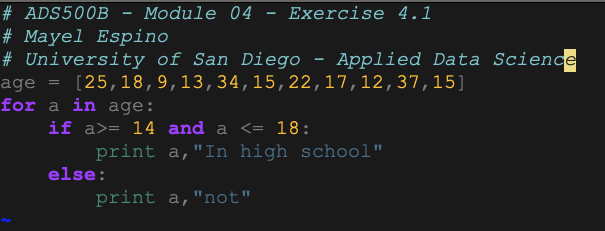 # ADS500B - Module 04 - Exercise 4.1
# Mayel Espino
# University of San Diego - Applied Data Science
age = [25,18,9,13,34,15,22,17,12,37,15]
for a in age:
    if a>= 14 and a <= 18:
        print a,"In high school"
    else:
        print a,"not"
~